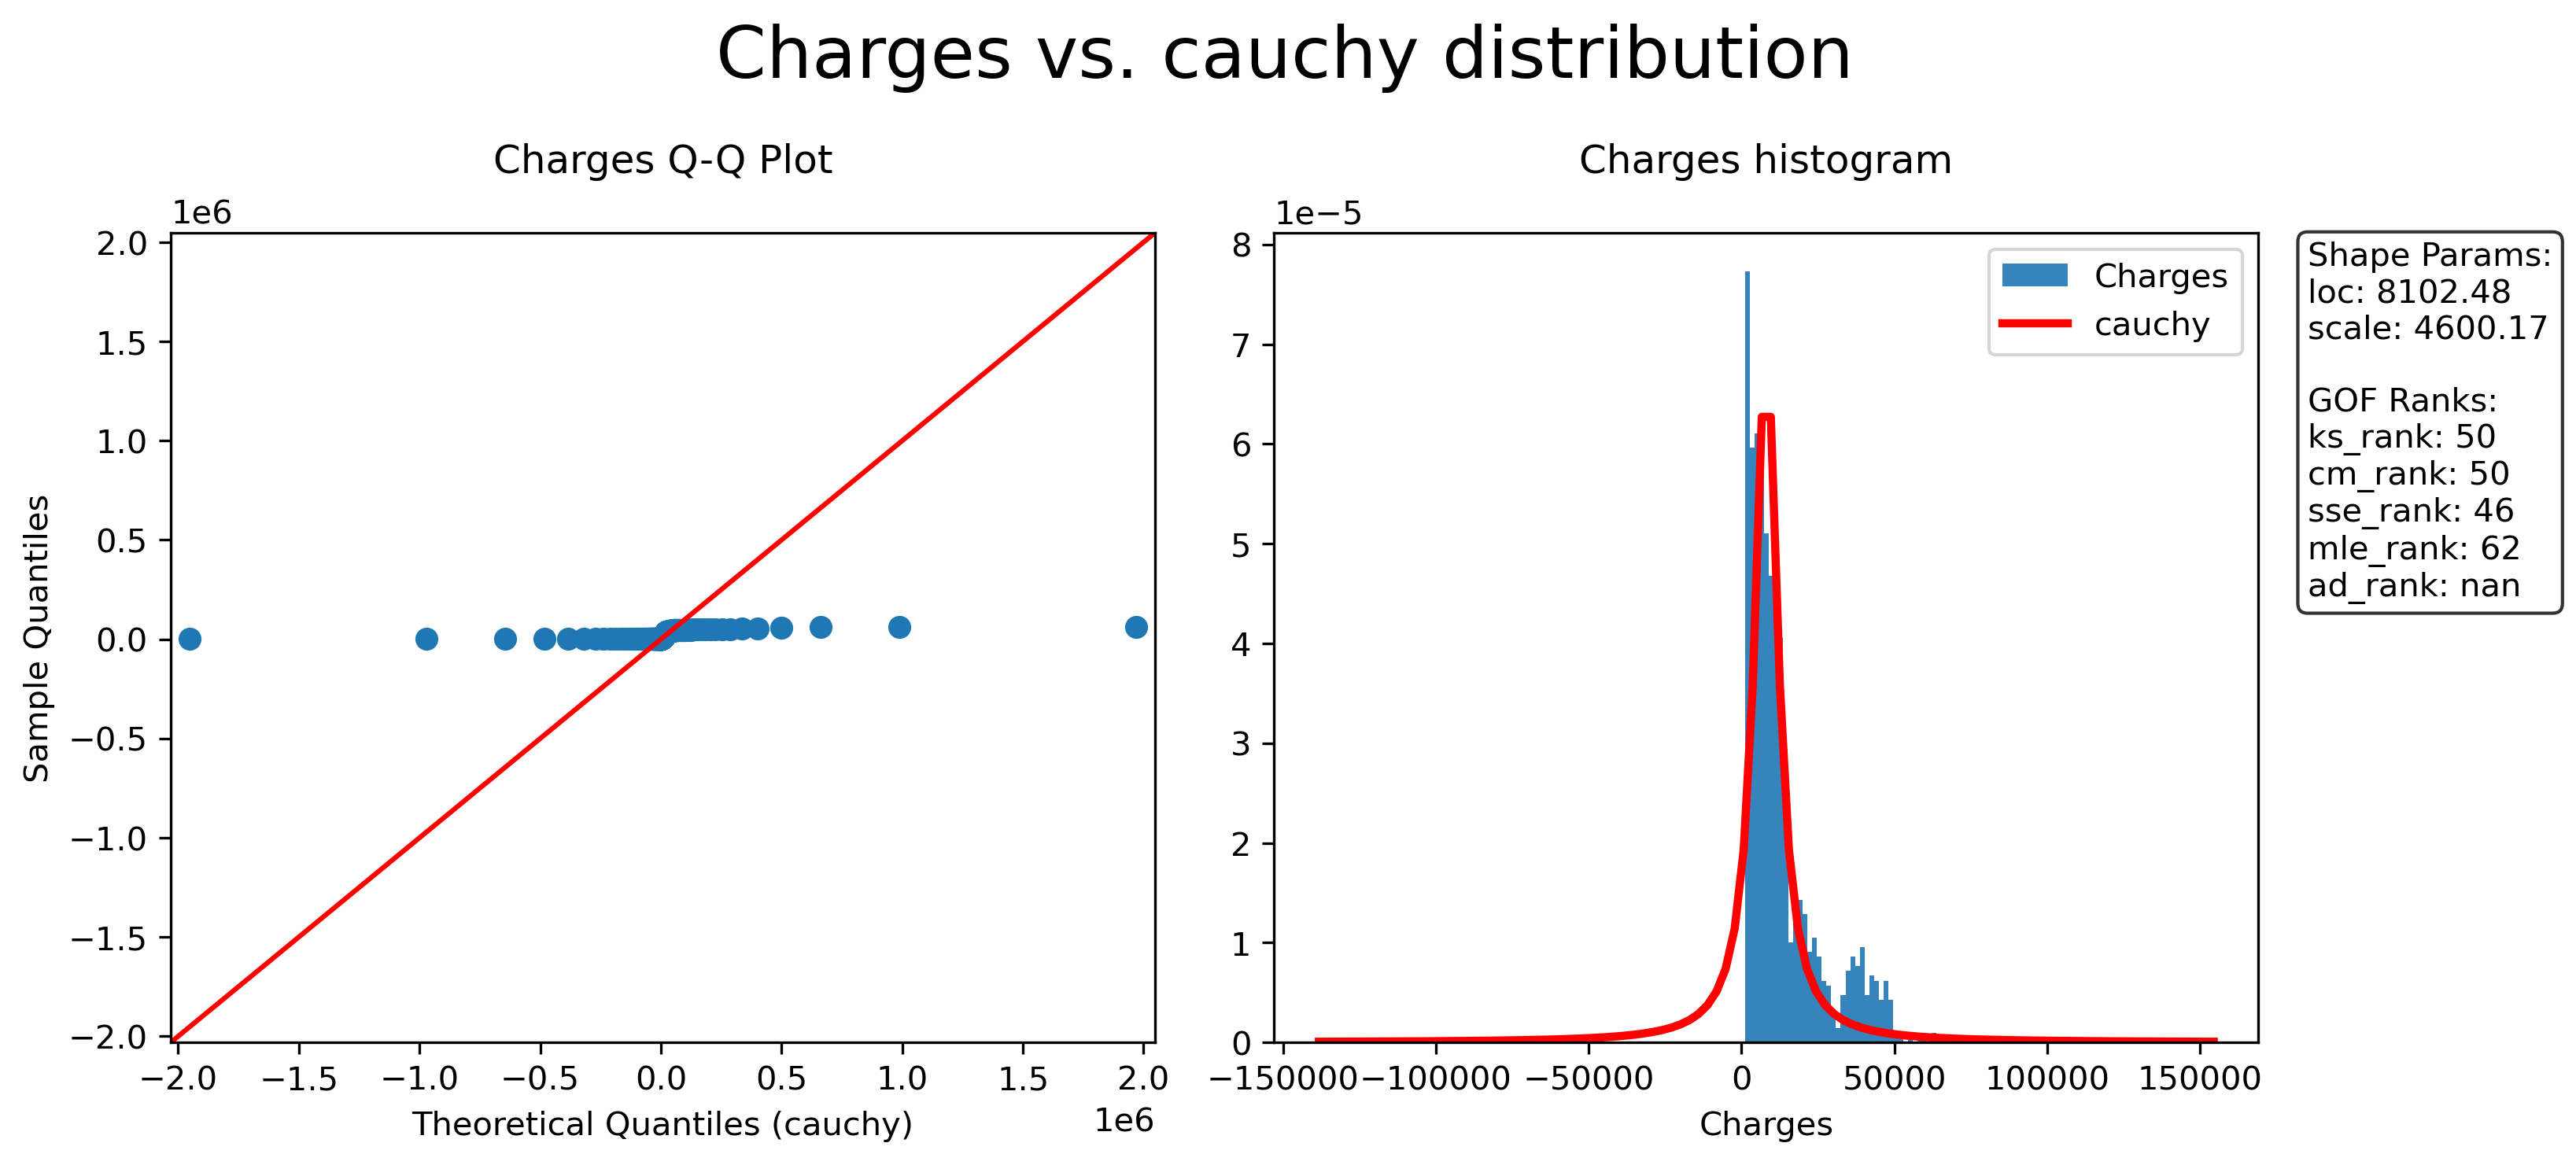 Charges vs. cauchy distribution
Charges Q-Q Plot
1e6
2.0
1.5
1.0
0.5
0.0
−0.5
−1.0
−1.5
−2.0
Sample Quantiles
−2.0 −1.5 −1.0 −0.5 0.0 0.5 1.0 1.5 2.0
1e6
Theoretical Quantiles (cauchy)
Charges histogram
1e−5
8
7
6
5
4
3
2
1
0
−150000 −100000 −50000 0 50000 100000 150000
Charges
Charges
cauchy
Shape Params:
loc: 8102.48
scale: 4600.17
GOF Ranks:
ks_rank: 50
cm_rank: 50
sse_rank: 46
mle_rank: 62
ad_rank: nan